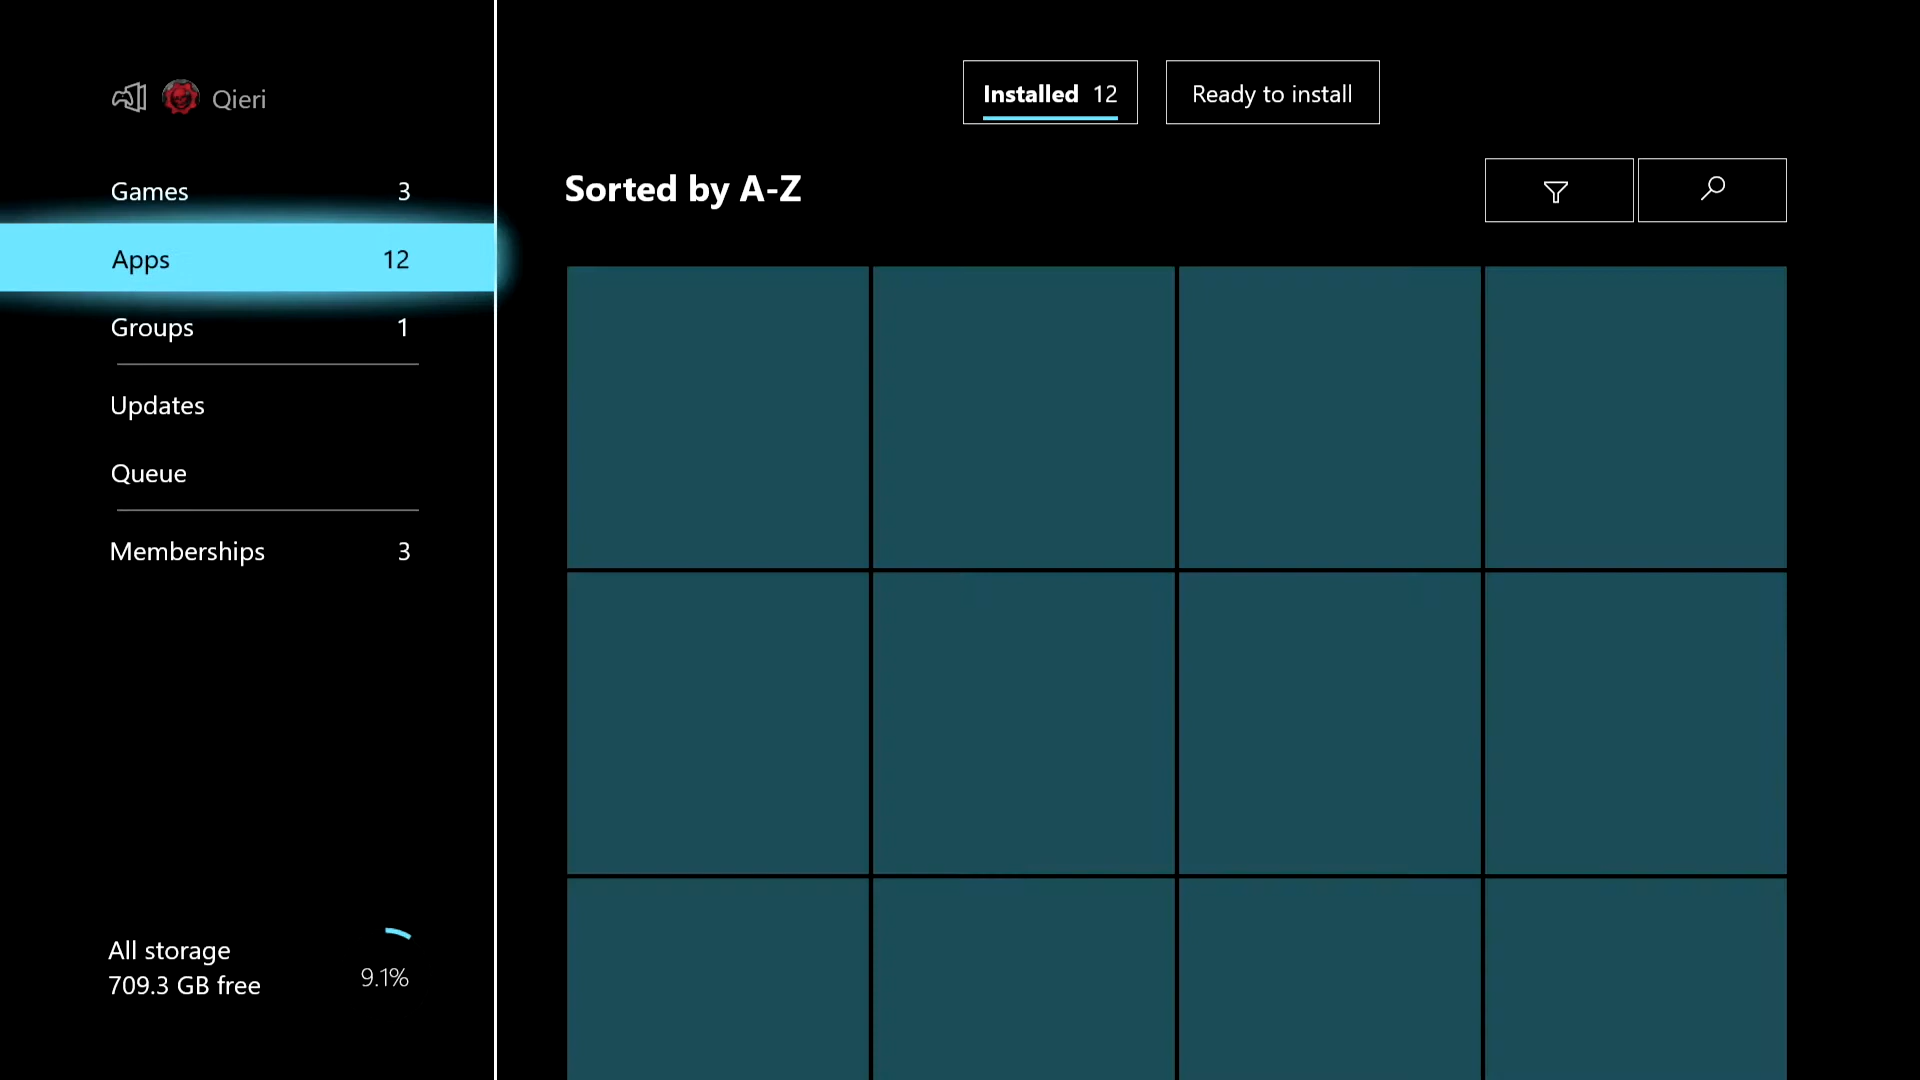 Qieri
Games 3
Apps 12
Groups 1
Updates
Queue
Memberships 3
All storage
709.3 GB free
9.1%
Installed 12
Ready to install
Sorted by A-Z